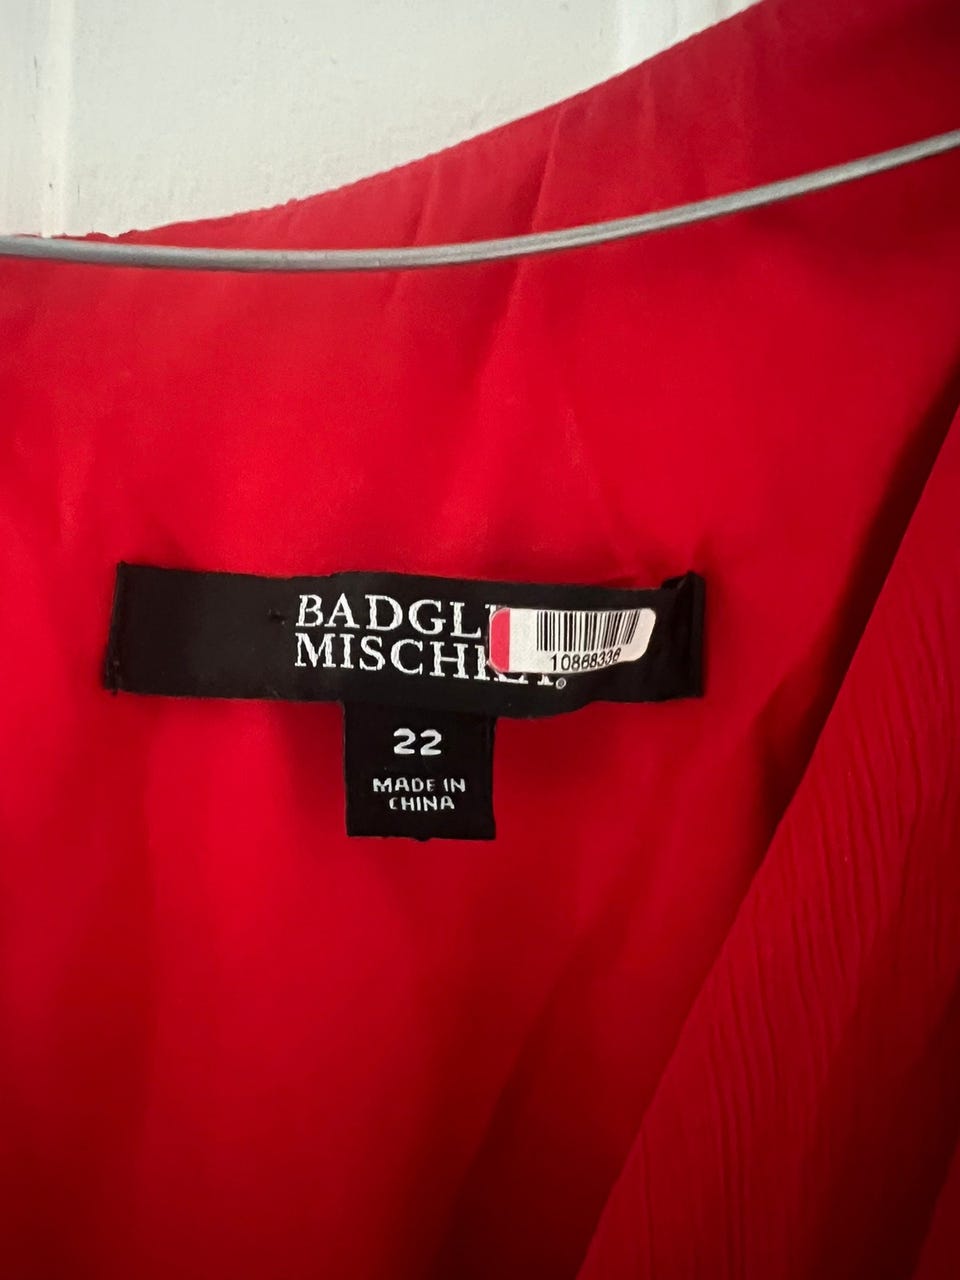 BADGL
MISCHK
10868336
22
MADE IN
CHINA